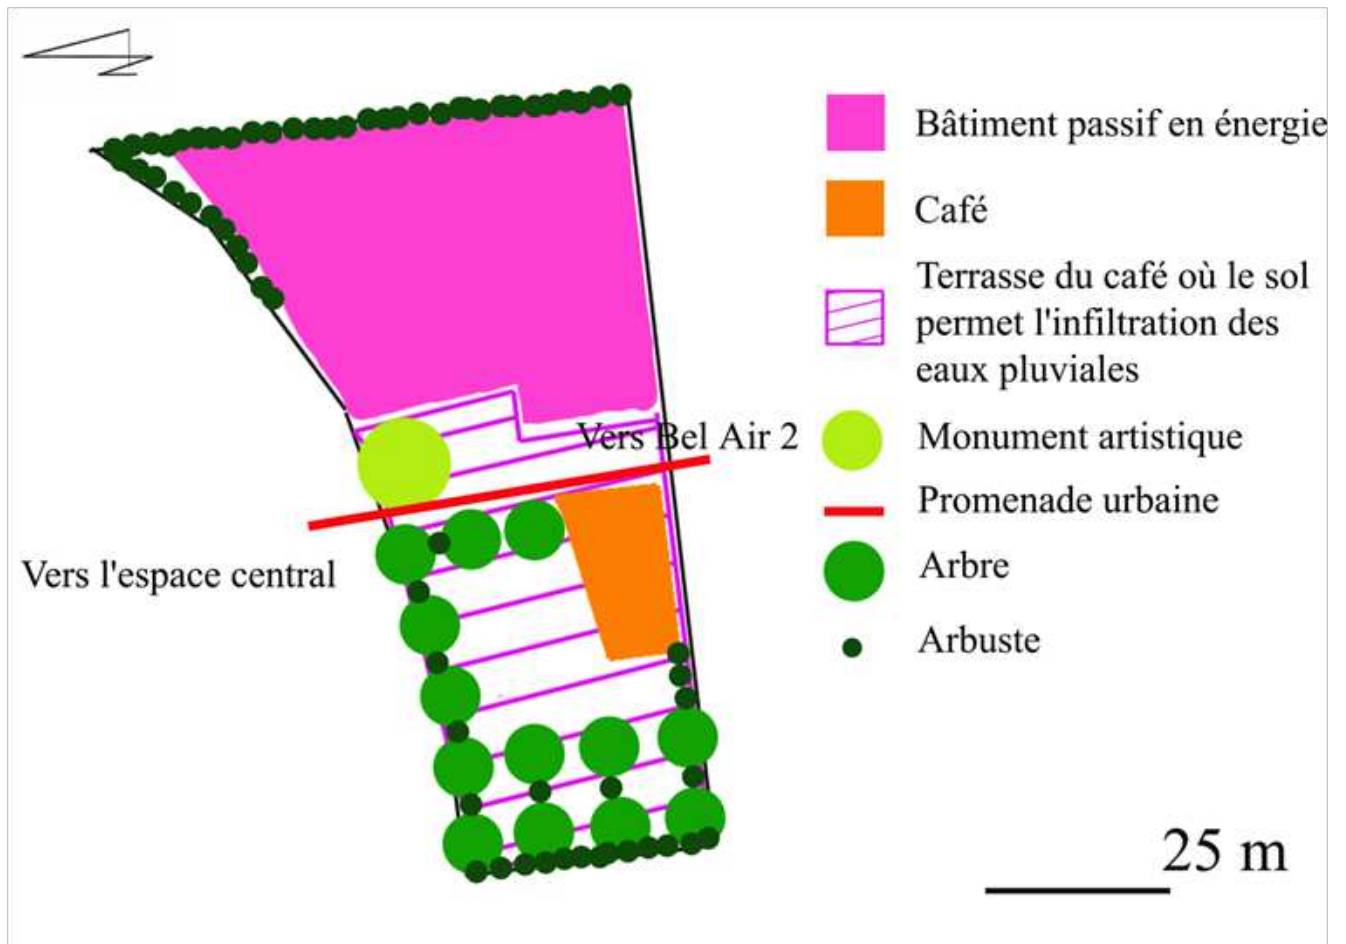 Bâtiment passif en énergie
Café
Terrasse du café où le sol
permet l'infiltration des
eaux pluviales
Vers Bel Air 2
Monument artistique
Promenade urbaine
Vers l'espace central
Arbre
Arbuste
25 m